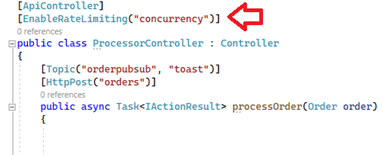 [ApiController]
[EnableRateLimiting("concurrency")]
0 references
public class ProcessorController : Controller
{
[Topic("orderpubsub", "toast")]
[HttpPost("orders")]
0 references
public async Task<IActionResult> processOrder(Order order)
{